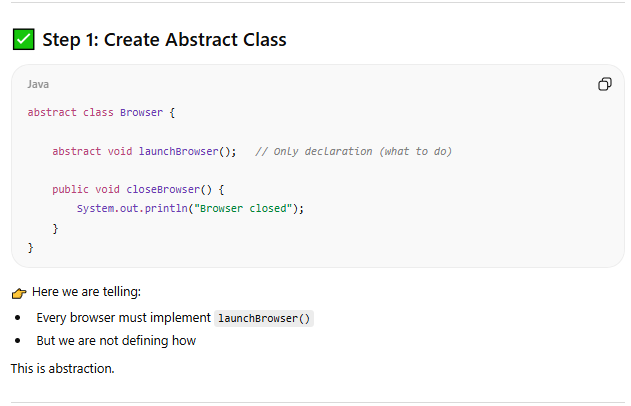 ✅ Step 1: Create Abstract Class
Java
abstract class Browser {
abstract void launchBrowser();   // Only declaration (what to do)
public void closeBrowser() {
System.out.println("Browser closed");
}
}
👉 Here we are telling:
• Every browser must implement launchBrowser()
• But we are not defining how
This is abstraction.